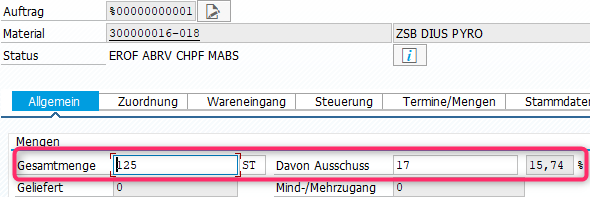 Auftrag %00000000001
Material 300000016-018 ZSB DIUS PYRO
Status EROF ABRV CHPF MABS
Allgemein Zuordnung Wareneingang Steuerung Termine/Mengen Stammdaten
Mengen
Gesamtmenge 125 ST Davon Ausschuss 17 15,74 %
Geliefert 0 Mind-/Mehrzugang 0